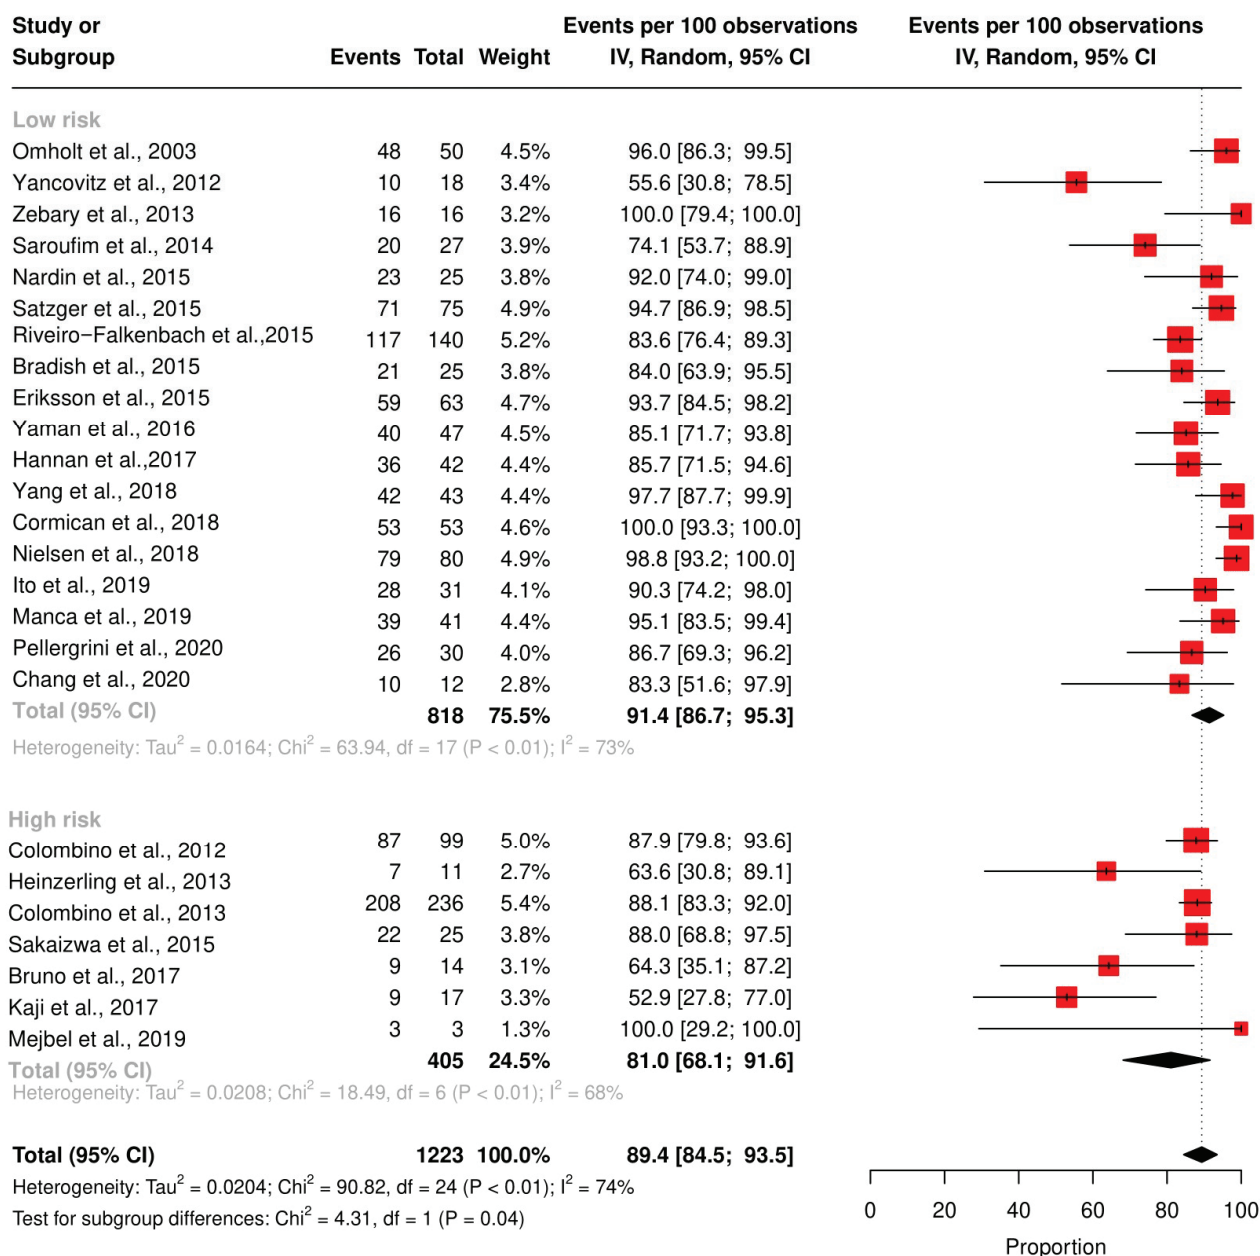 Study or Events per 100 observations Events per 100 observations
Subgroup Events Total Weight IV, Random, 95% CI IV, Random, 95% CI
Low risk
Omholt et al., 2003 48 50 4.5% 96.0 [86.3; 99.5]
Yancovitz et al., 2012 10 18 3.4% 55.6 [30.8; 78.5]
Zebary et al., 2013 16 16 3.2% 100.0 [79.4; 100.0]
Saroufim et al., 2014 20 27 3.9% 74.1 [53.7; 88.9]
Nardin et al., 2015 23 25 3.8% 92.0 [74.0; 99.0]
Satzger et al., 2015 71 75 4.9% 94.7 [86.9; 98.5]
Riveiro−Falkenbach et al.,2015 117 140 5.2% 83.6 [76.4; 89.3]
Bradish et al., 2015 21 25 3.8% 84.0 [63.9; 95.5]
Eriksson et al., 2015 59 63 4.7% 93.7 [84.5; 98.2]
Yaman et al., 2016 40 47 4.5% 85.1 [71.7; 93.8]
Hannan et al.,2017 36 42 4.4% 85.7 [71.5; 94.6]
Yang et al., 2018 42 43 4.4% 97.7 [87.7; 99.9]
Cormican et al., 2018 53 53 4.6% 100.0 [93.3; 100.0]
Nielsen et al., 2018 79 80 4.9% 98.8 [93.2; 100.0]
Ito et al., 2019 28 31 4.1% 90.3 [74.2; 98.0]
Manca et al., 2019 39 41 4.4% 95.1 [83.5; 99.4]
Pellergrini et al., 2020 26 30 4.0% 86.7 [69.3; 96.2]
Chang et al., 2020 10 12 2.8% 83.3 [51.6; 97.9]
Total (95% CI) 818 75.5% 91.4 [86.7; 95.3]
Heterogeneity: Tau² = 0.0164; Chi² = 63.94, df = 17 (P < 0.01); I² = 73%
High risk
Colombino et al., 2012 87 99 5.0% 87.9 [79.8; 93.6]
Heinzerling et al., 2013 7 11 2.7% 63.6 [30.8; 89.1]
Colombino et al., 2013 208 236 5.4% 88.1 [83.3; 92.0]
Sakaizwa et al., 2015 22 25 3.8% 88.0 [68.8; 97.5]
Bruno et al., 2017 9 14 3.1% 64.3 [35.1; 87.2]
Kaji et al., 2017 9 17 3.3% 52.9 [27.8; 77.0]
Mejbel et al., 2019 3 3 1.3% 100.0 [29.2; 100.0]
Total (95% CI) 405 24.5% 81.0 [68.1; 91.6]
Heterogeneity: Tau² = 0.0208; Chi² = 18.49, df = 6 (P < 0.01); I² = 68%
Total (95% CI) 1223 100.0% 89.4 [84.5; 93.5]
Heterogeneity: Tau² = 0.0204; Chi² = 90.82, df = 24 (P < 0.01); I² = 74%
Test for subgroup differences: Chi² = 4.31, df = 1 (P = 0.04)
0 20 40 60 80 100
Proportion